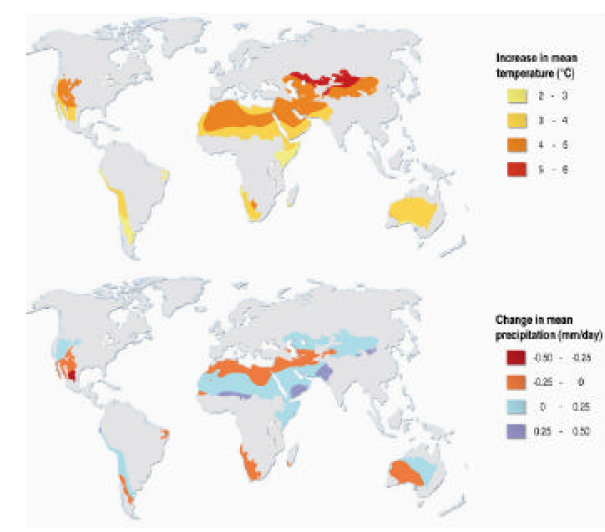 Increase in mean
temperature (°C)
2 - 3
3 - 4
4 - 5
5 - 6
Change in mean
precipitation (mm/day)
-0.50 - -0.25
-0.25 - 0
0 - 0.25
0.25 - 0.50